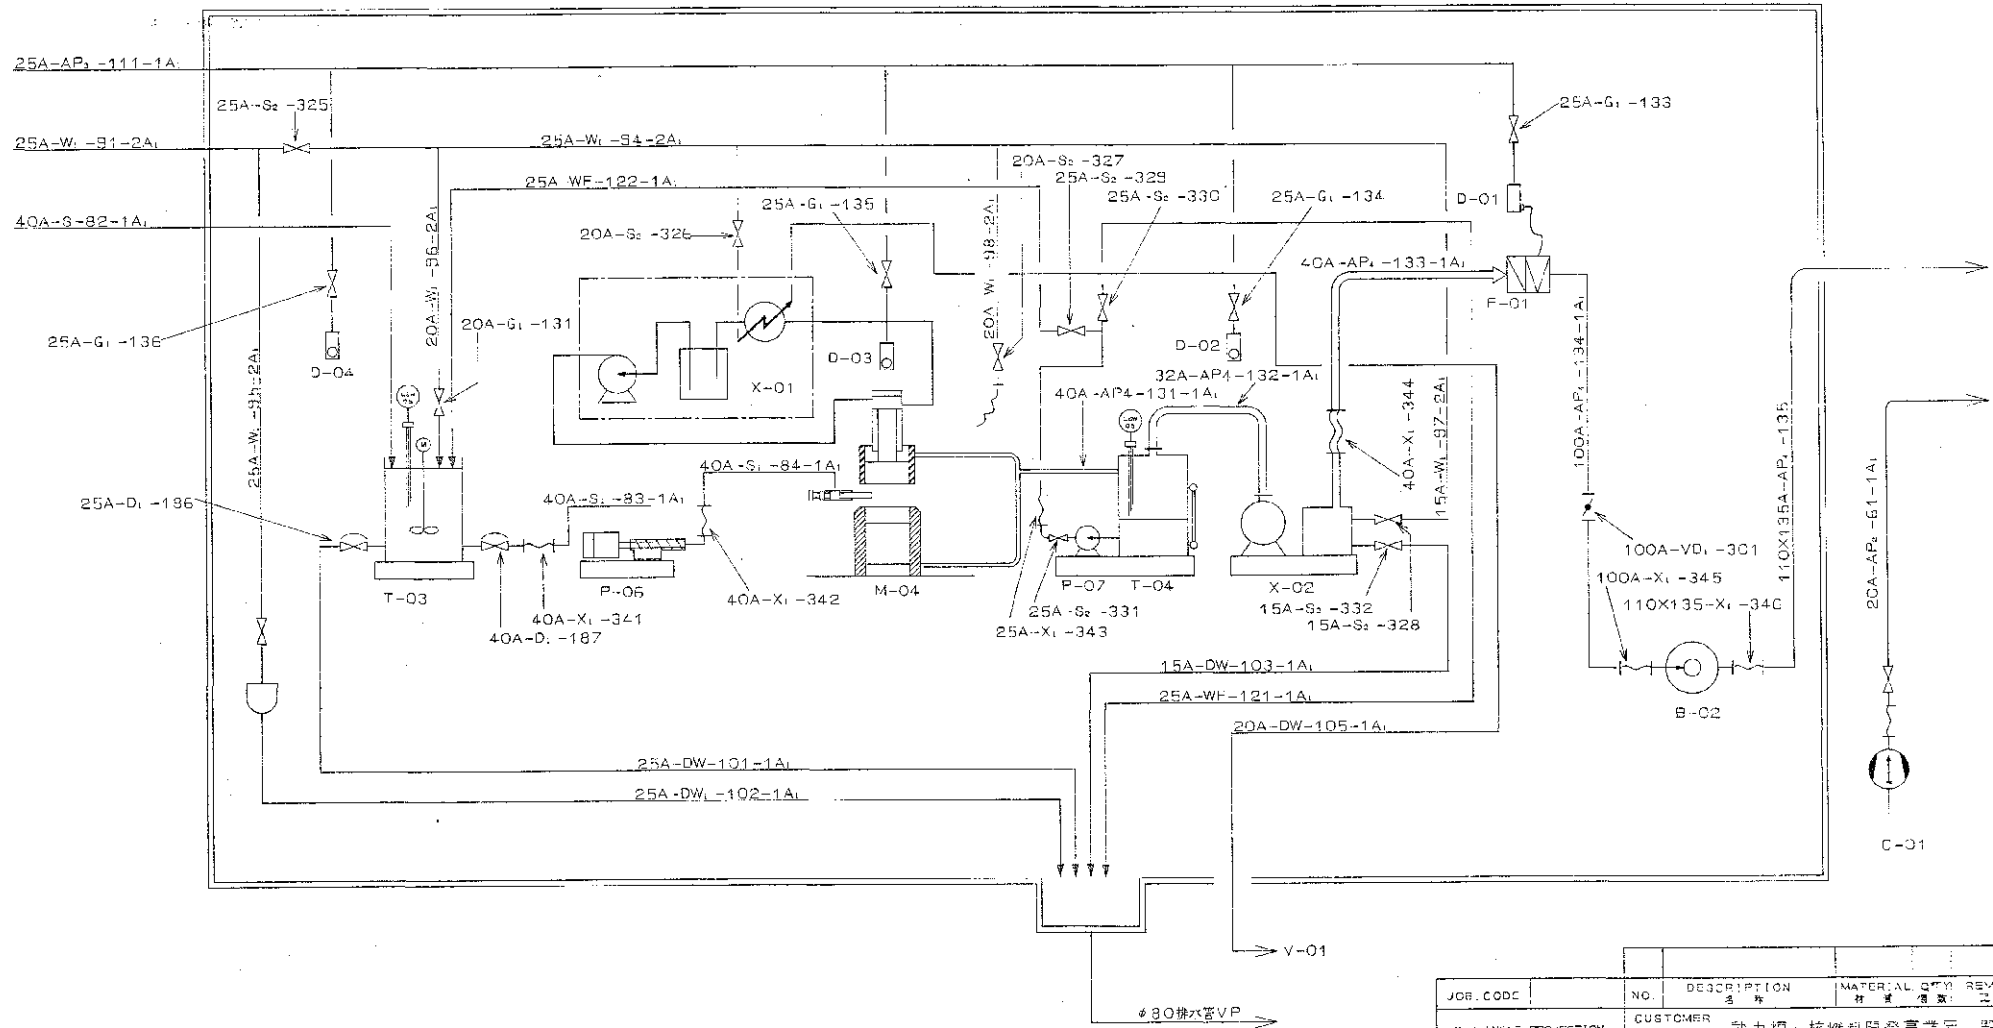 25A-AP₃-111-1A₁
25A-S₂-325
25A-G₁-133
25A-W₁-91-2A₁
25A-W₁-94-2A₁
20A-S₂-327
25A-S₂-329
25A-WF-122-1A₁
25A-G₁-135
25A-S₂-330
25A-G₁-134
D-01
40A-S-82-1A₁
20A-W₁-96-2A₁
20A-S₂-326
20A-W₁-98-2A₁
40A-AP₄-133-1A₁
F-01
25A-G₁-136
D-04
20A-G₁-131
X-01
D-03
D-02
32A-AP4-132-1A₁
40A-AP4-131-1A₁
100A-AP₄-134-1A₁
110X135A-AP₄-135
25A-W₁-95-2A₁
M
40A-S₁-84-1A₁
40A-X₁-344
15A-W₁-97-2A₁
20A-AP₂-61-1A₁
25A-D₁-186
40A-S₁-83-1A₁
100A-VD₁-301
T-03
P-06
40A-X₁-342
M-04
P-07
T-04
X-02
100A-X₁-345
40A-X₁-341
25A-S₂-331
15A-S₂-332
110X135-X₁-346
40A-D₁-187
25A-X₁-343
15A-S₂-328
15A-DW-103-1A₁
25A-WF-121-1A₁
B-02
20A-DW-105-1A₁
25A-DW-101-1A₁
25A-DW₁-102-1A₁
C-01
V-01
φ80排水管VP
JOB.CODE
NO.
DESCRIPTION
名称
MATERIAL
材質
Q'TY
個数
REV
CUSTOMER